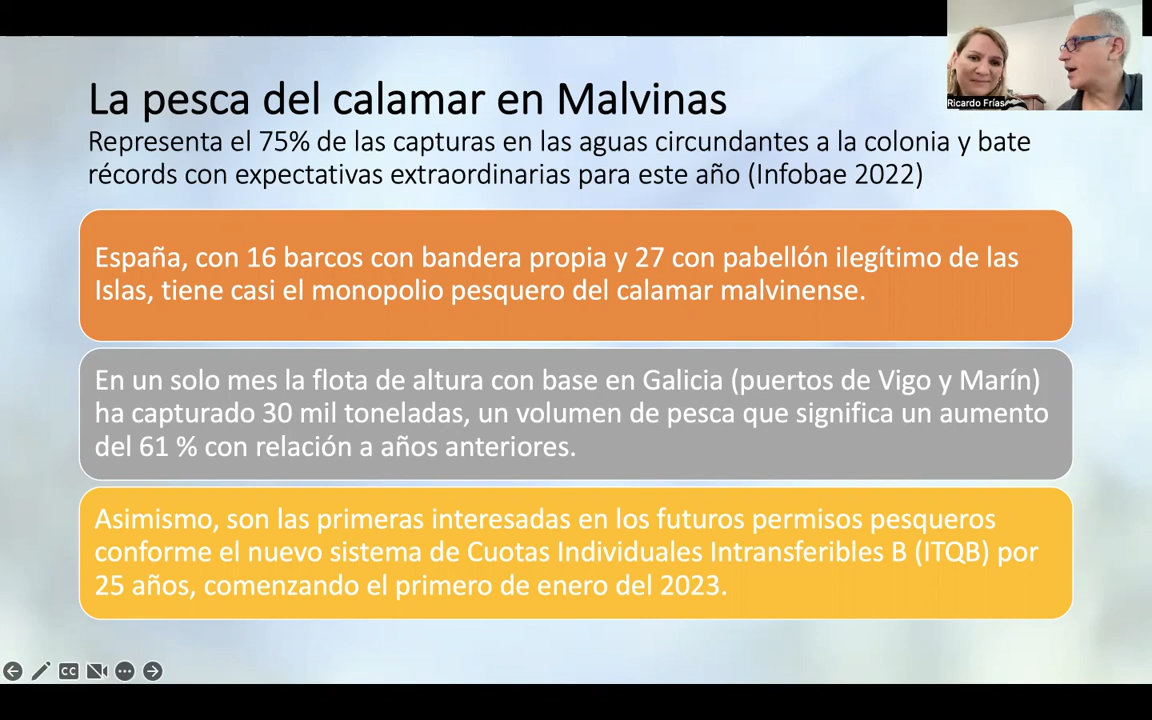 La pesca del calamar en Malvinas
Representa el 75% de las capturas en las aguas circundantes a la colonia y bate
récords con expectativas extraordinarias para este año (Infobae 2022)
Ricardo Frías
España, con 16 barcos con bandera propia y 27 con pabellón ilegítimo de las
Islas, tiene casi el monopolio pesquero del calamar malvinense.
En un solo mes la flota de altura con base en Galicia (puertos de Vigo y Marín)
ha capturado 30 mil toneladas, un volumen de pesca que significa un aumento
del 61 % con relación a años anteriores.
Asimismo, son las primeras interesadas en los futuros permisos pesqueros
conforme el nuevo sistema de Cuotas Individuales Intransferibles B (ITQB) por
25 años, comenzando el primero de enero del 2023.
CC